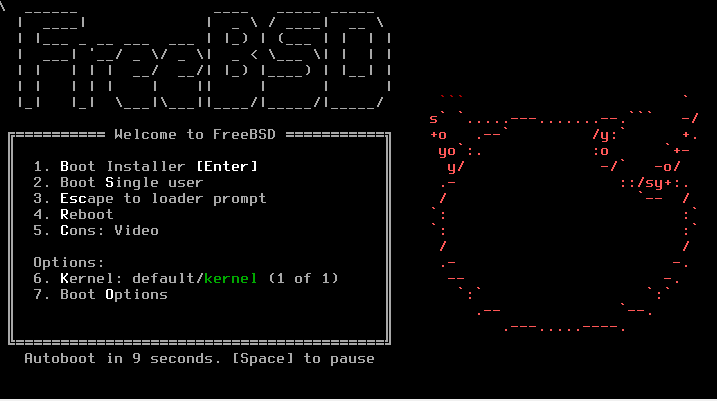 FreeBSD
Welcome to FreeBSD
1. Boot Installer [Enter]
2. Boot Single user
3. Escape to loader prompt
4. Reboot
5. Cons: Video
Options:
6. Kernel: default/kernel (1 of 1)
7. Boot Options
Autoboot in 9 seconds. [Space] to pause